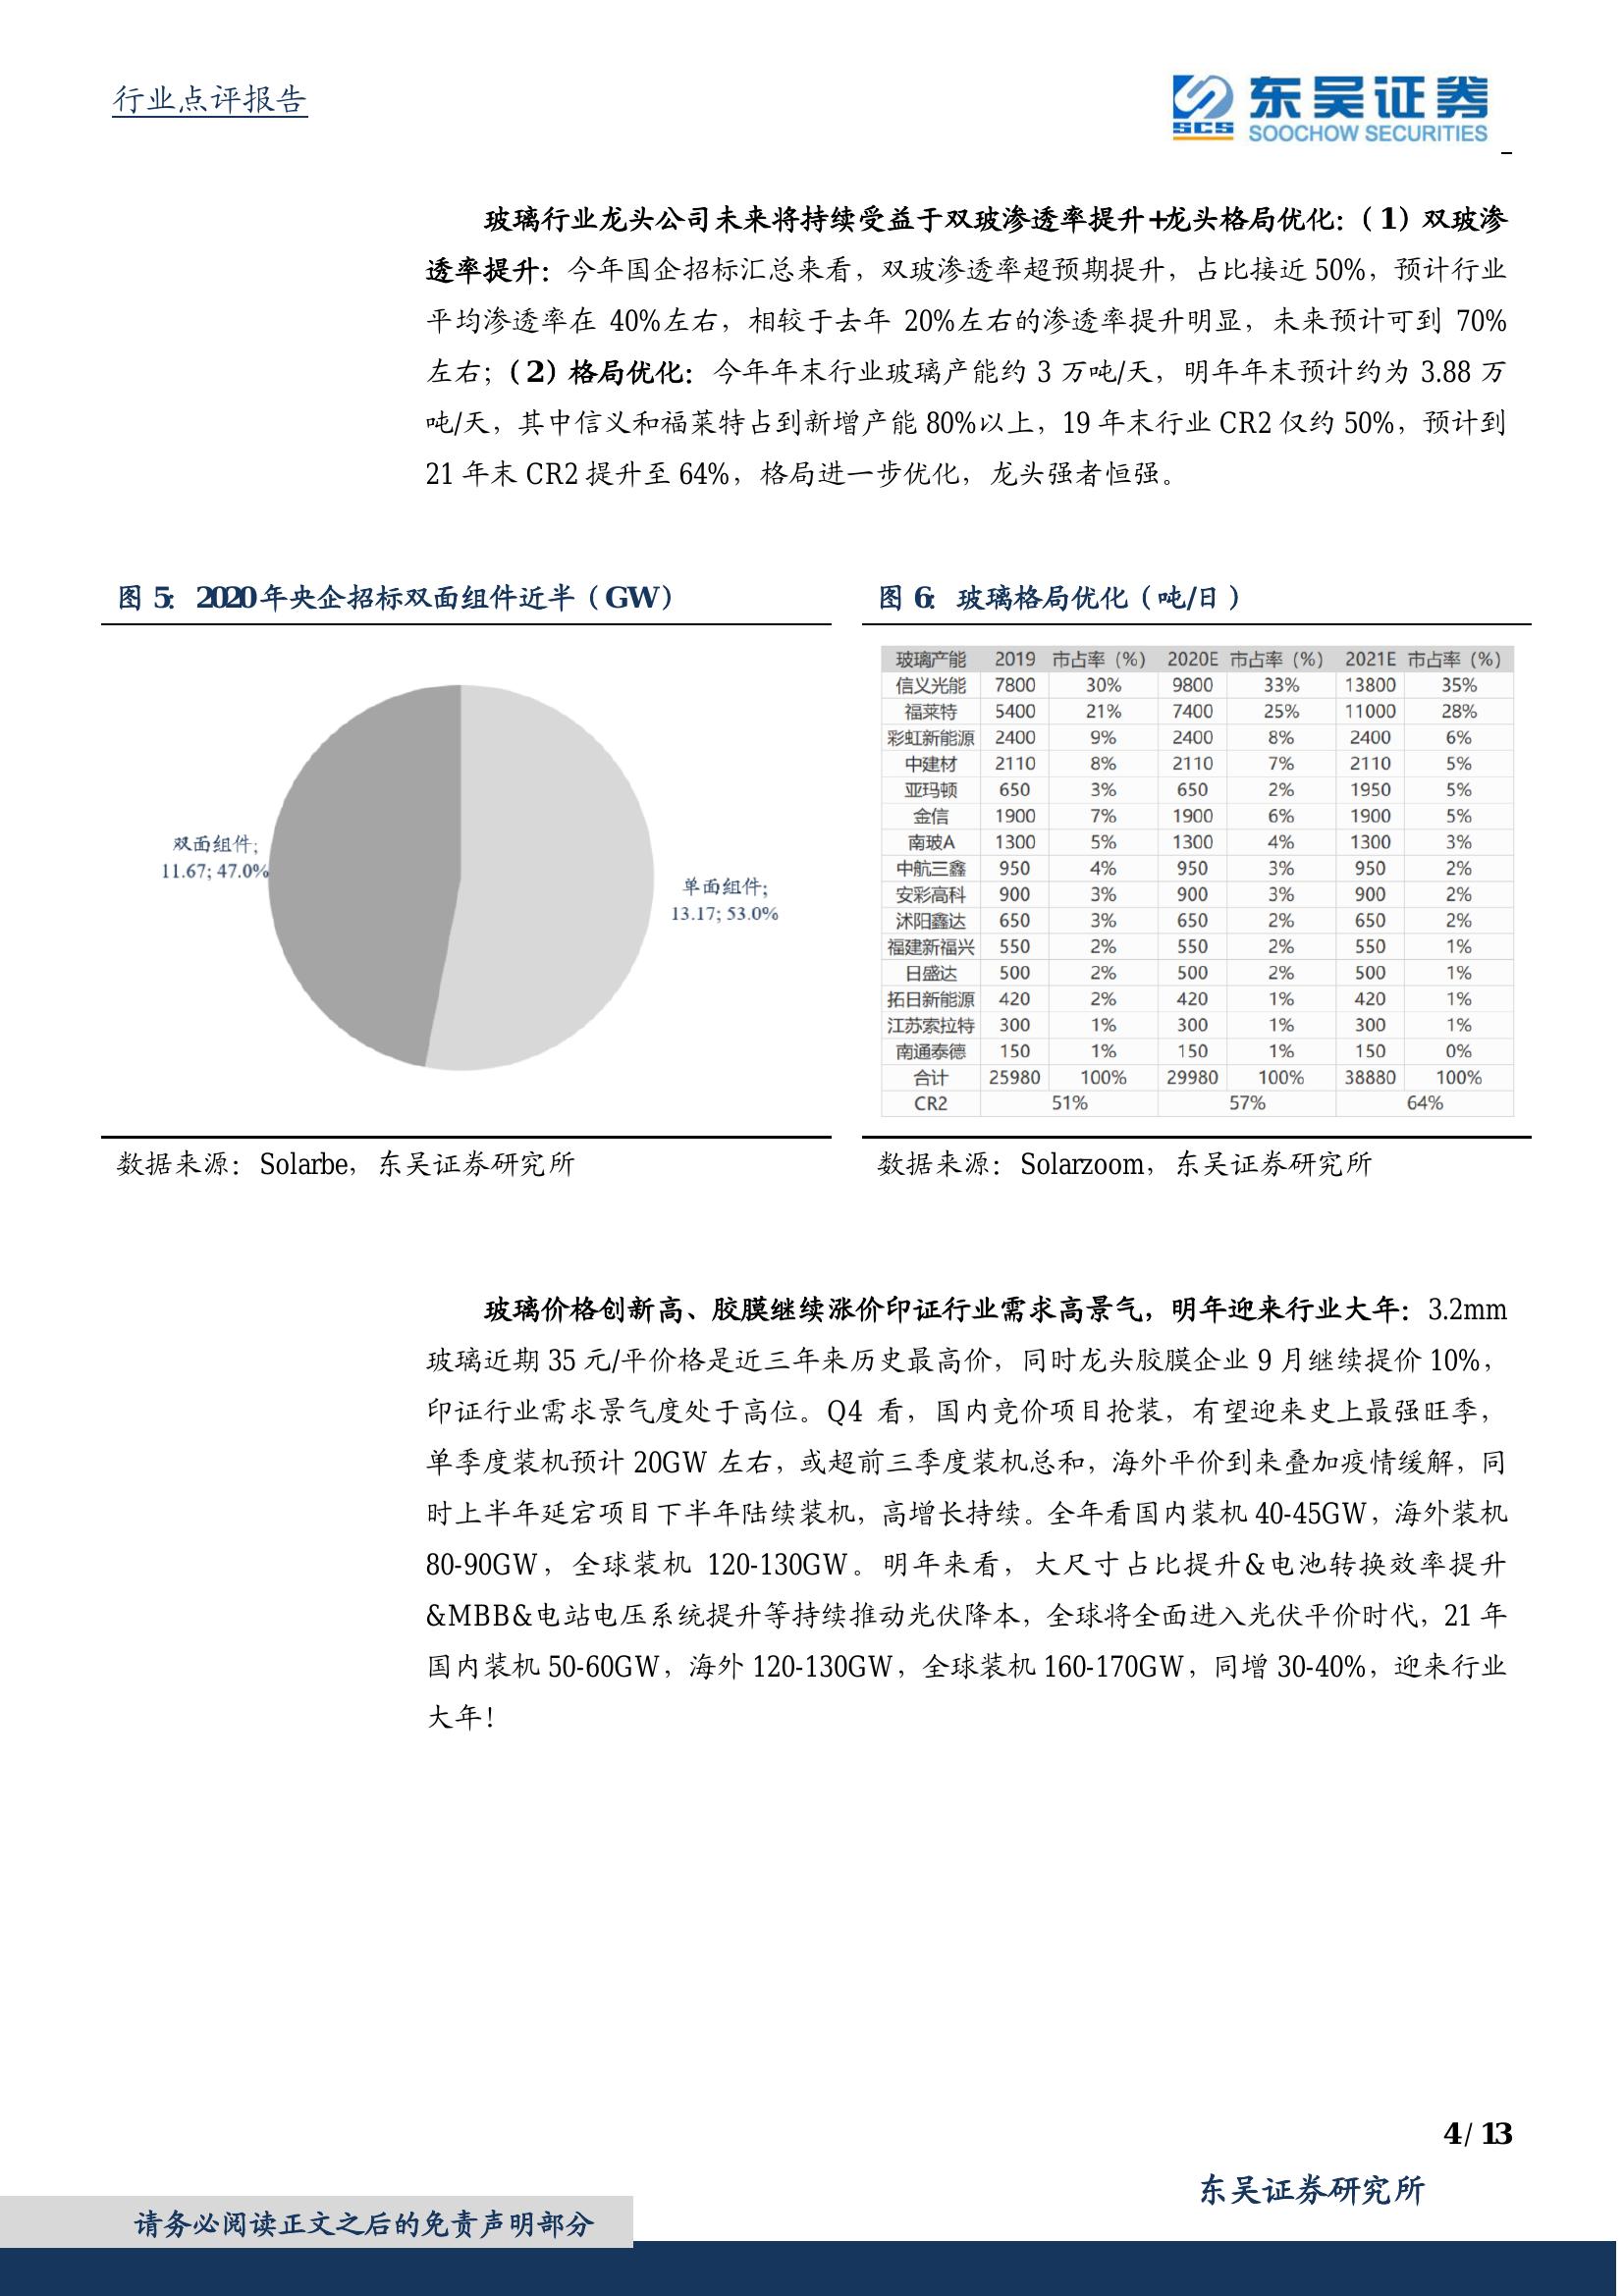 行业点评报告
SCS 东吴证券
SOOCHOW SECURITIES
玻璃行业龙头公司未来将持续受益于双玻渗透率提升+龙头格局优化：（1）双玻渗
透率提升：今年国企招标汇总来看，双玻渗透率超预期提升，占比接近 50%，预计行业
平均渗透率在 40%左右，相较于去年 20%左右的渗透率提升明显，未来预计可到 70%
左右；（2）格局优化：今年年末行业玻璃产能约 3 万吨/天，明年年末预计约为 3.88 万
吨/天，其中信义和福莱特占到新增产能 80%以上，19 年末行业 CR2 仅约 50%，预计到
21 年末 CR2 提升至 64%，格局进一步优化，龙头强者恒强。
图 5：2020 年央企招标双面组件近半（GW）
双面组件;
11.67; 47.0%
单面组件;
13.17; 53.0%
数据来源：Solarbe，东吴证券研究所
图 6：玻璃格局优化（吨/日）
玻璃产能 2019 市占率（%） 2020E 市占率（%） 2021E 市占率（%）
信义光能 7800 30% 9800 33% 13800 35%
福莱特 5400 21% 7400 25% 11000 28%
彩虹新能源 2400 9% 2400 8% 2400 6%
中建材 2110 8% 2110 7% 2110 5%
亚玛顿 650 3% 650 2% 1950 5%
金信 1900 7% 1900 6% 1900 5%
南玻A 1300 5% 1300 4% 1300 3%
中航三鑫 950 4% 950 3% 950 2%
安彩高科 900 3% 900 3% 900 2%
沭阳鑫达 650 3% 650 2% 650 2%
福建新福兴 550 2% 550 2% 550 1%
日盛达 500 2% 500 2% 500 1%
拓日新能源 420 2% 420 1% 420 1%
江苏索拉特 300 1% 300 1% 300 1%
南通泰德 150 1% 150 1% 150 0%
合计 25980 100% 29980 100% 38880 100%
CR2 51% 57% 64%
数据来源：Solarzoom，东吴证券研究所
玻璃价格创新高、胶膜继续涨价印证行业需求高景气，明年迎来行业大年：3.2mm
玻璃近期 35 元/平价格是近三年来历史最高价，同时龙头胶膜企业 9 月继续提价 10%，
印证行业需求景气度处于高位。Q4 看，国内竞价项目抢装，有望迎来史上最强旺季，
单季度装机预计 20GW 左右，或超前三季度装机总和，海外平价到来叠加疫情缓解，同
时上半年延宕项目下半年陆续装机，高增长持续。全年看国内装机 40-45GW，海外装机
80-90GW，全球装机 120-130GW。明年来看，大尺寸占比提升&电池转换效率提升
&MBB&电站电压系统提升等持续推动光伏降本，全球将全面进入光伏平价时代，21 年
国内装机 50-60GW，海外 120-130GW，全球装机 160-170GW，同增 30-40%，迎来行业
大年！
4 / 13
东吴证券研究所
请务必阅读正文之后的免责声明部分